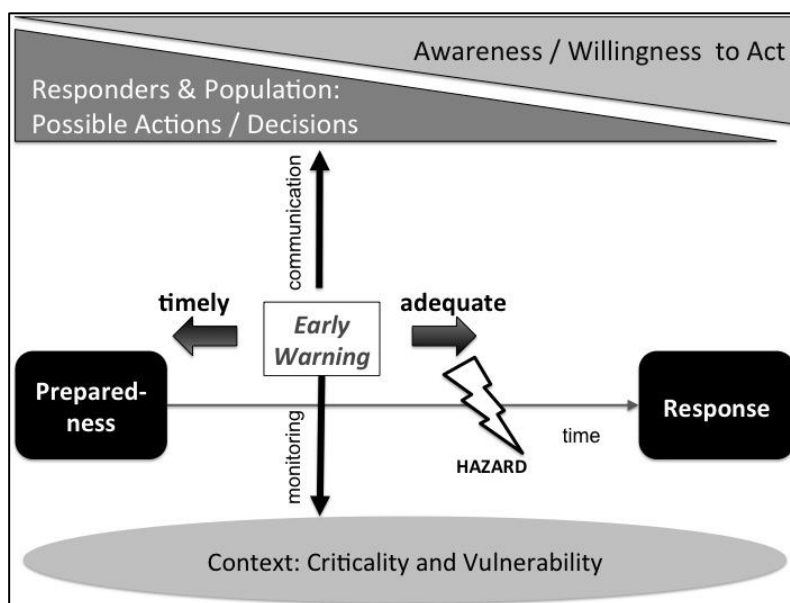 Awareness / Willingness to Act
Responders & Population:
Possible Actions / Decisions
communication
timely
adequate
Early
Warning
Prepared-
ness
Response
time
HAZARD
monitoring
Context: Criticality and Vulnerability